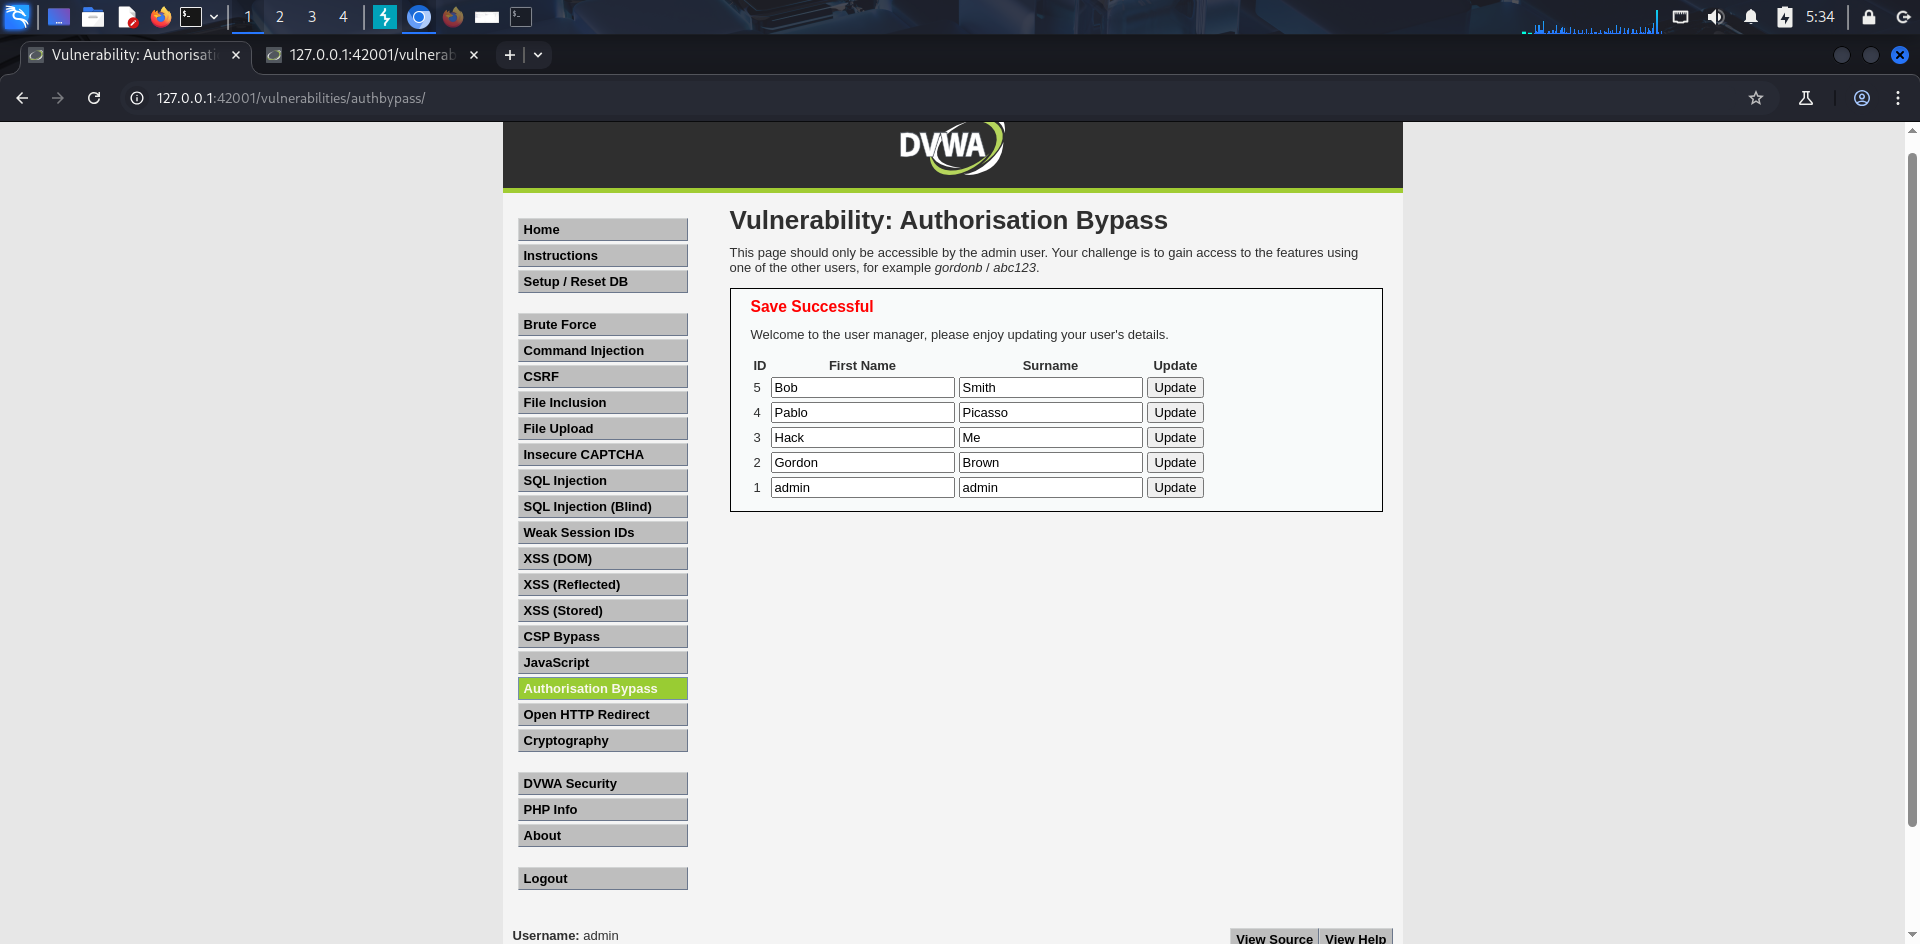 1 2 3 4 5:34
Vulnerability: Authorisati 127.0.0.1:42001/vulnerab
127.0.0.1:42001/vulnerabilities/authbypass/
DVWA
Home
Instructions
Setup / Reset DB
Brute Force
Command Injection
CSRF
File Inclusion
File Upload
Insecure CAPTCHA
SQL Injection
SQL Injection (Blind)
Weak Session IDs
XSS (DOM)
XSS (Reflected)
XSS (Stored)
CSP Bypass
JavaScript
Authorisation Bypass
Open HTTP Redirect
Cryptography
DVWA Security
PHP Info
About
Logout
Vulnerability: Authorisation Bypass
This page should only be accessible by the admin user. Your challenge is to gain access to the features using
one of the other users, for example gordonb / abc123.
Save Successful
Welcome to the user manager, please enjoy updating your user's details.
ID First Name Surname Update
5 Bob Smith Update
4 Pablo Picasso Update
3 Hack Me Update
2 Gordon Brown Update
1 admin admin Update
Username: admin
View Source View Help